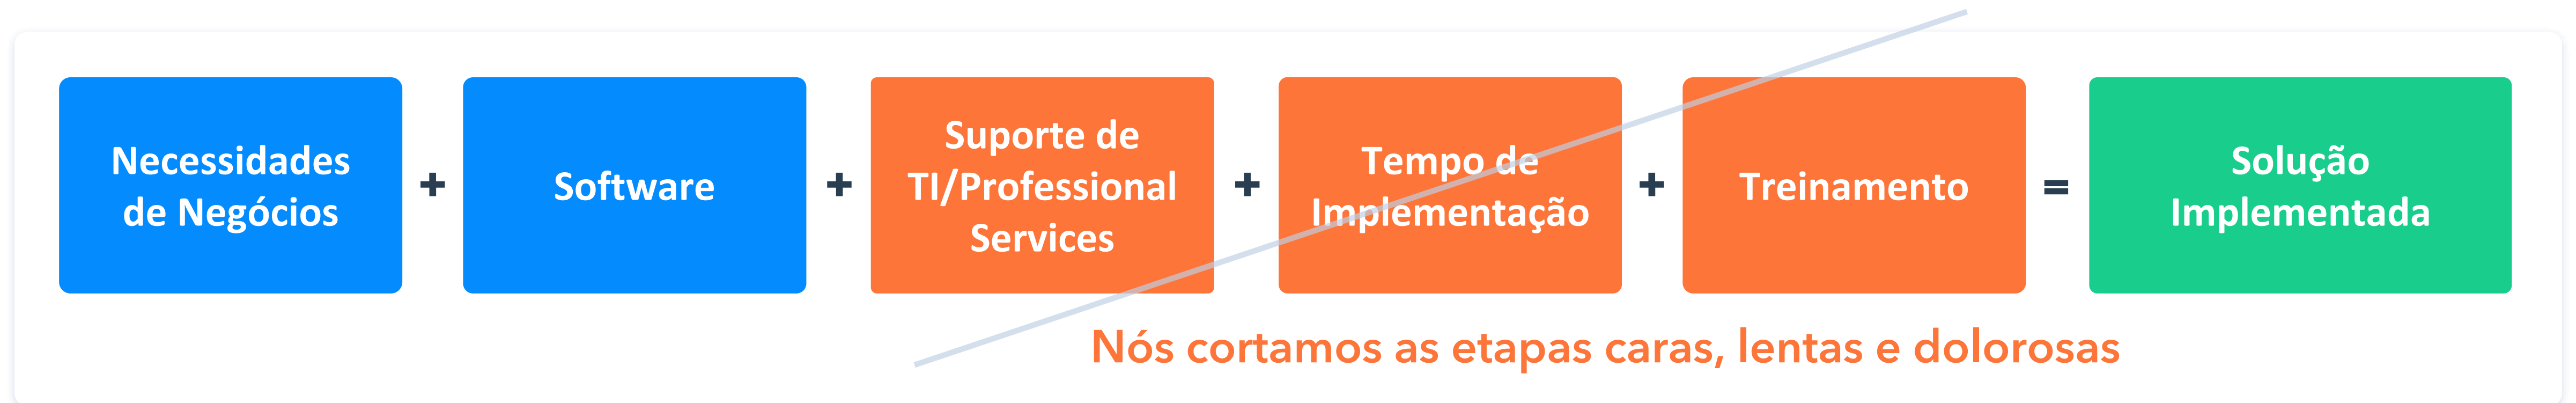 Necessidades
de Negócios
+
Software
+
Suporte de
TI/Professional
Services
+
Tempo de
Implementação
+
Treinamento
=
Solução
Implementada
Nós cortamos as etapas caras, lentas e dolorosas